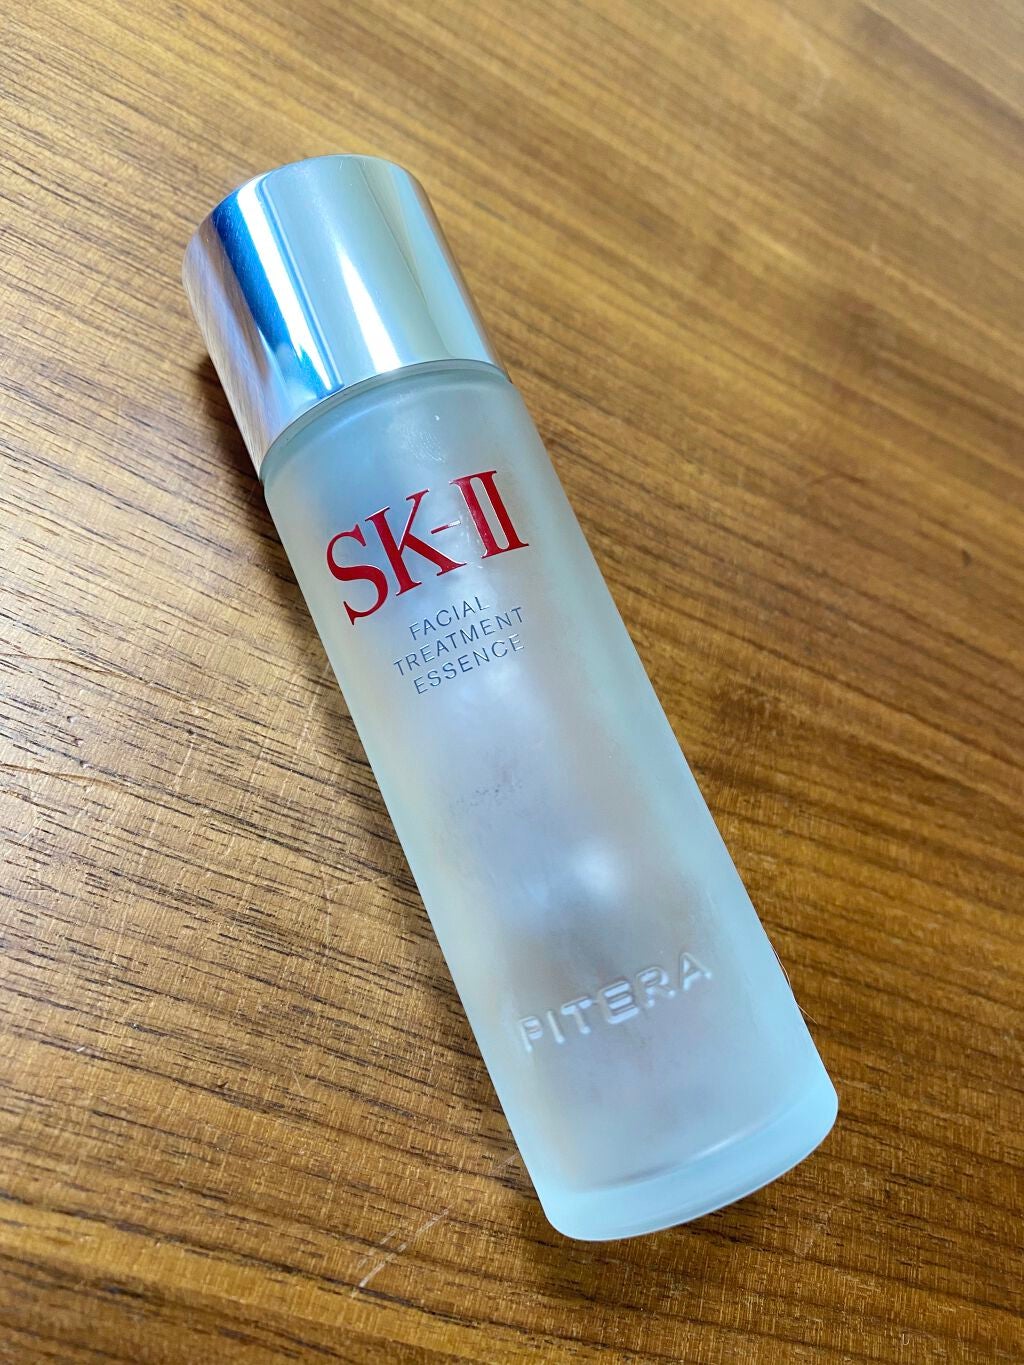 SK-II
FACIAL
TREATMENT
ESSENCE
PITERA